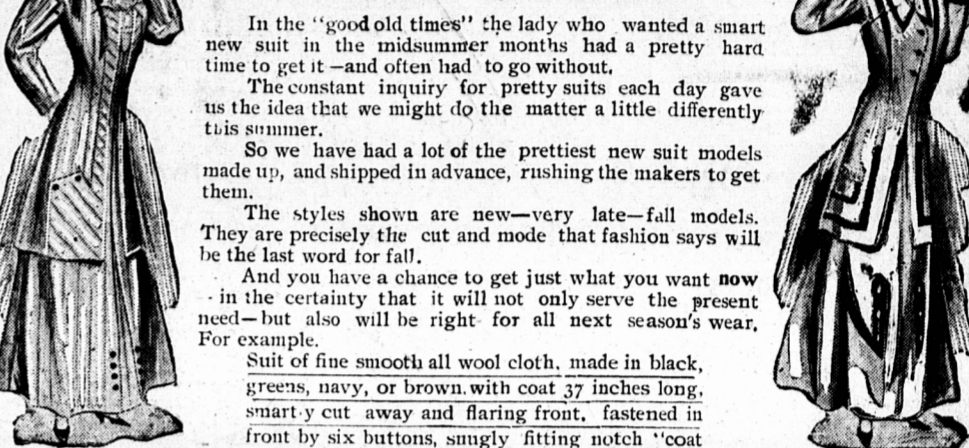 In the "good old times" the lady who wanted a smart
new suit in the midsummer months had a pretty hard
time to get it—and often had to go without.
The constant inquiry for pretty suits each day gave
us the idea that we might do the matter a little differently
this summer.
So we have had a lot of the prettiest new suit models
made up, and shipped in advance, rushing the makers to get
them.
The styles shown are new—very late—fall models.
They are precisely the cut and mode that fashion says will
be the last word for fall.
And you have a chance to get just what you want now
in the certainty that it will not only serve the present
need—but also will be right for all next season's wear.
For example.
Suit of fine smooth all wool cloth, made in black,
greens, navy, or brown, with coat 37 inches long,
smart y cut away and flaring front, fastened in
front by six buttons, snugly fitting notch "coat